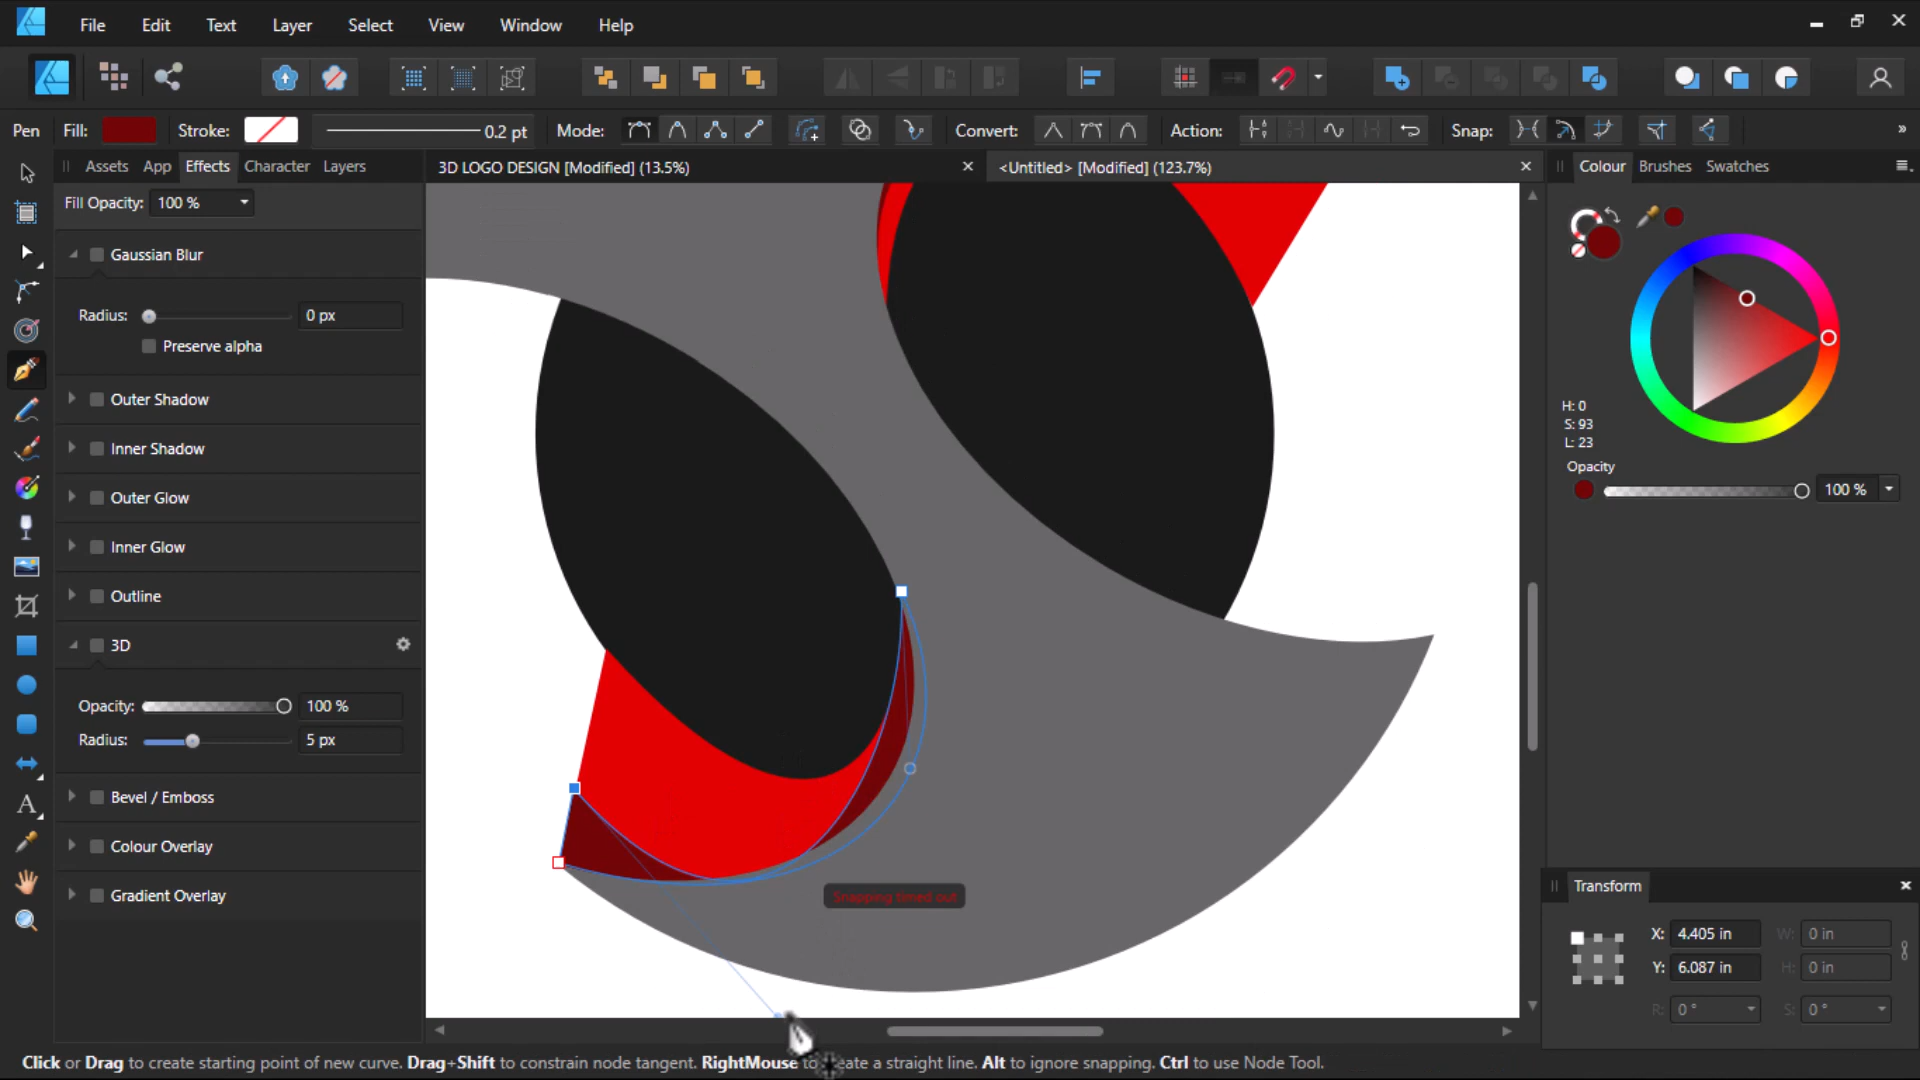 File Edit Text Layer Select View Window Help
Pen Fill: Stroke: 0.2 pt Mode: Convert: Action: Snap: »
Assets App Effects Character Layers
3D LOGO DESIGN [Modified] (13.5%)
<Untitled> [Modified] (123.7%)
Colour Brushes Swatches
Fill Opacity: 100 %
Gaussian Blur
Radius: 0 px
Preserve alpha
Outer Shadow
Inner Shadow
Outer Glow
Inner Glow
Outline
3D
Opacity: 100 %
Radius: 5 px
Bevel / Emboss
Colour Overlay
Gradient Overlay
Snapping timed out
H: 0
S: 93
L: 23
Opacity
100 %
Transform
X: 4.405 in W: 0 in
Y: 6.087 in H: 0 in
R: 0 ° S: 0 °
Click or Drag to create starting point of new curve. Drag+Shift to constrain node tangent. RightMouse to create a straight line. Alt to ignore snapping. Ctrl to use Node Tool.